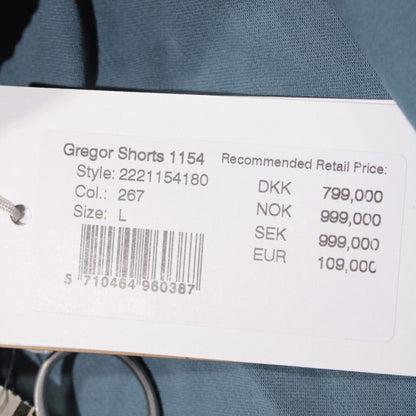 Gregor Shorts 1154
Style: 2221154180
Col.: 267
Size: L
5 710464 960387
Recommended Retail Price:
DKK 799,000
NOK 999,000
SEK 999,000
EUR 109,000